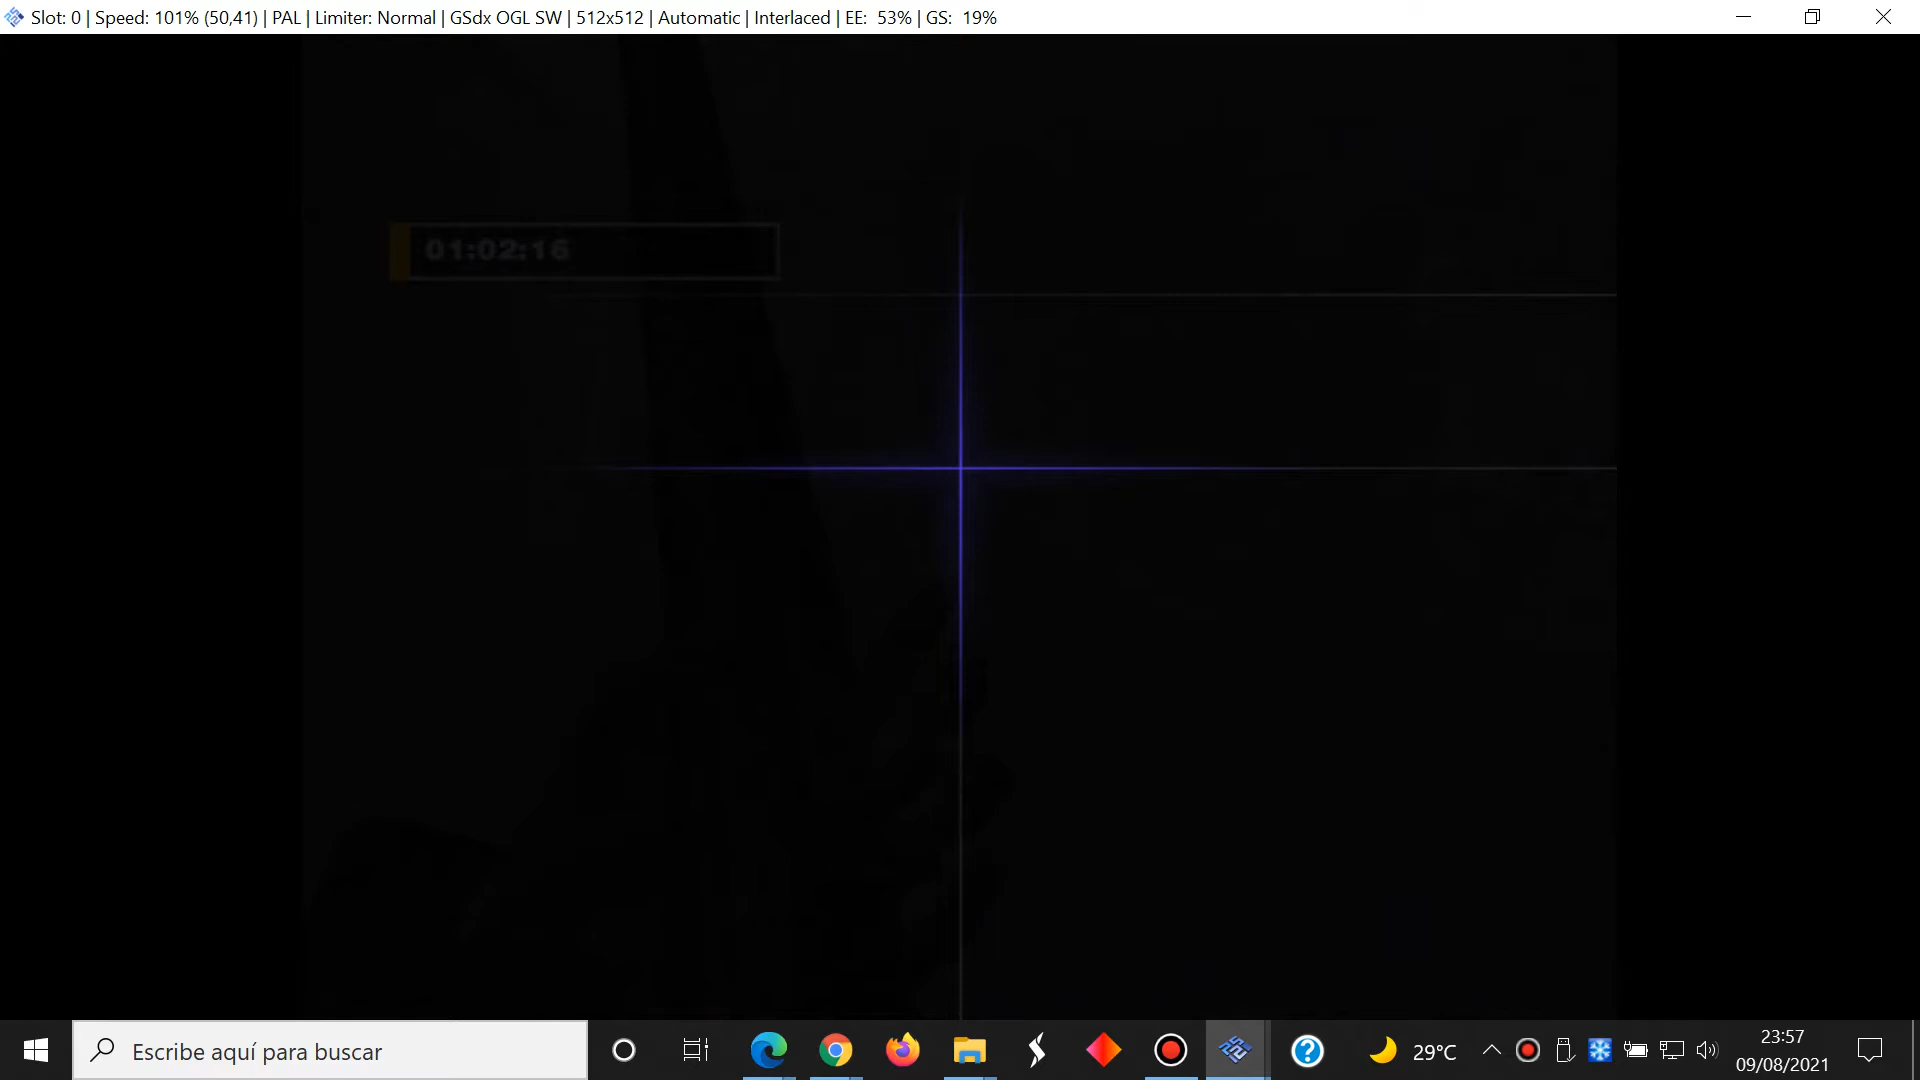 Slot: 0 | Speed: 101% (50,41) | PAL | Limiter: Normal | GSdx OGL SW | 512x512 | Automatic | Interlaced | EE:  53% | GS:  19%
01:02:16
Escribe aquí para buscar
29°C
23:57
09/08/2021